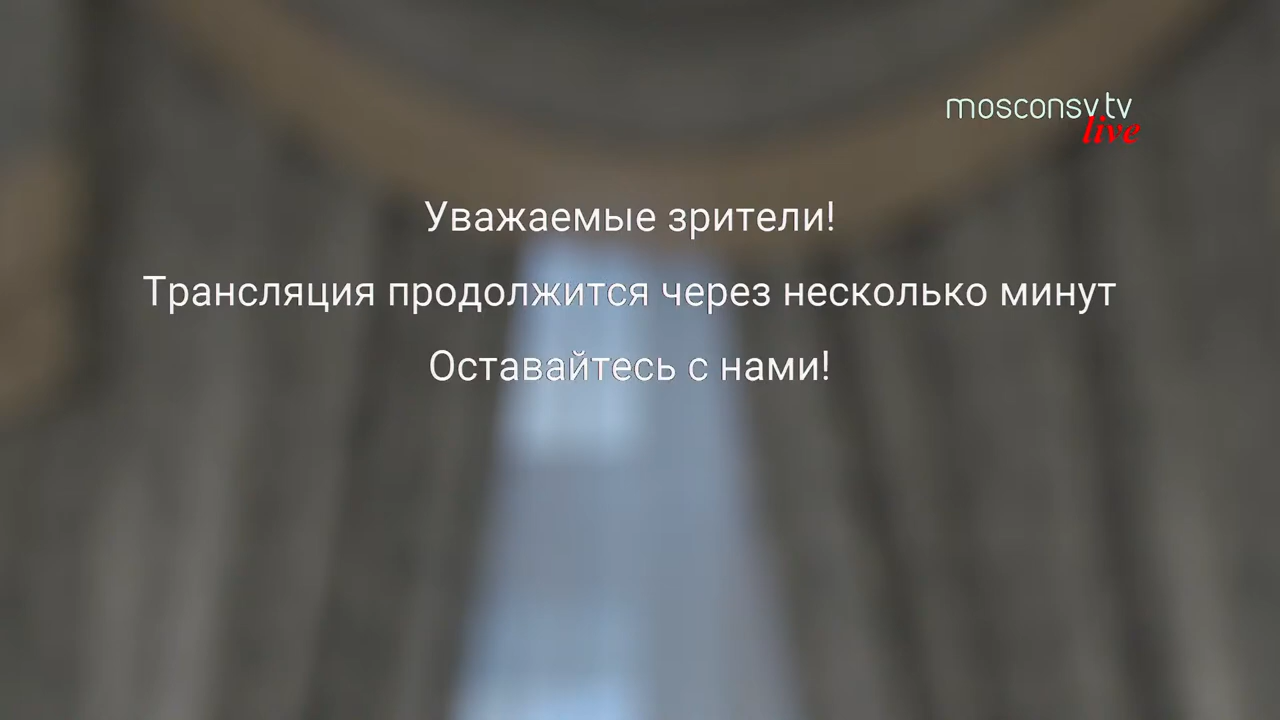 mosconsv tv
live
Уважаемые зрители!
Трансляция продолжится через несколько минут
Оставайтесь с нами!